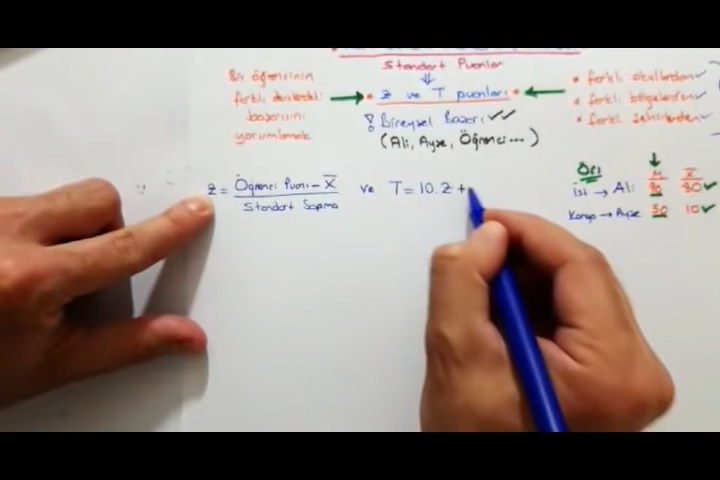 Standart Puanlar
z ve T puanları
Bir öğrencinin
farklı derslerdeki
başarısını
yorumlamak
• farklı okullardan
• farklı bölgelerden
• farklı şehirlerden
! Bireysel Başarı
(Ali, Ayşe, Öğrenci....)
z = Öğrenci Puanı - X̅
Standart Sapma
ve T = 10.Z +
Ör1
M X̅
İst → Ali: 90 80
Konya → Ayşe 50 10